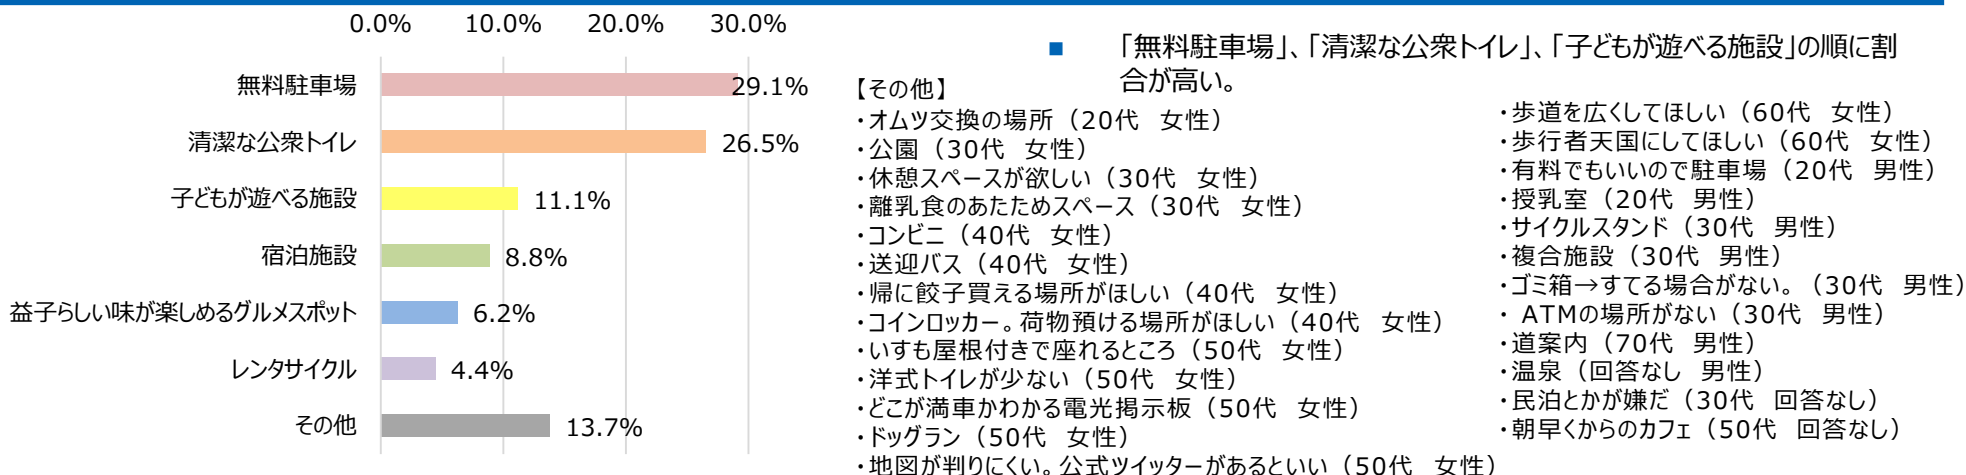 0.0% 10.0% 20.0% 30.0%
無料駐車場 29.1%
清潔な公衆トイレ 26.5%
子どもが遊べる施設 11.1%
宿泊施設 8.8%
益子らしい味が楽しめるグルメスポット 6.2%
レンタサイクル 4.4%
その他 13.7%
■ 「無料駐車場」、「清潔な公衆トイレ」、「子どもが遊べる施設」の順に割
合が高い。
【その他】
・オムツ交換の場所（20代 女性）
・公園（30代 女性）
・休憩スペースが欲しい（30代 女性）
・離乳食のあたためスペース（30代 女性）
・コンビニ（40代 女性）
・送迎バス（40代 女性）
・帰に餃子買える場所がほしい（40代 女性）
・コインロッカー。荷物預ける場所がほしい（40代 女性）
・いすも屋根付きで座れるところ（50代 女性）
・洋式トイレが少ない（50代 女性）
・どこが満車かわかる電光掲示板（50代 女性）
・ドッグラン（50代 女性）
・地図が判りにくい。公式ツイッターがあるといい（50代 女性）
・歩道を広くしてほしい（60代 女性）
・歩行者天国にしてほしい（60代 女性）
・有料でもいいので駐車場（20代 男性）
・授乳室（20代 男性）
・サイクルスタンド（30代 男性）
・複合施設（30代 男性）
・ゴミ箱→すてる場合がない。（30代 男性）
・ATMの場所がない（30代 男性）
・道案内（70代 男性）
・温泉（回答なし 男性）
・民泊とかが嫌だ（30代 回答なし）
・朝早くからのカフェ（50代 回答なし）